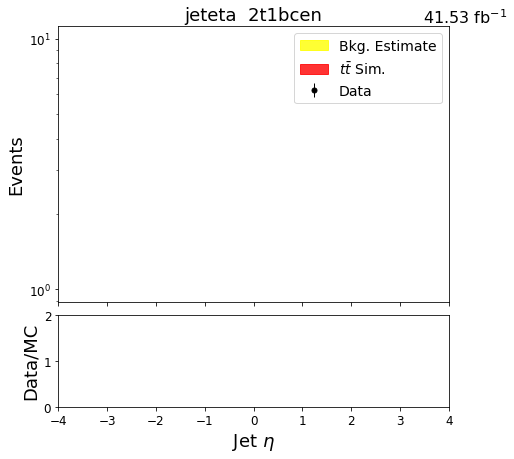 jeteta  2t1bcen
41.53 fb⁻¹
Bkg. Estimate
tt̄ Sim.
Data
Events
10¹
10⁰
Data/MC
2
1
0
−4 −3 −2 −1 0 1 2 3 4
Jet η